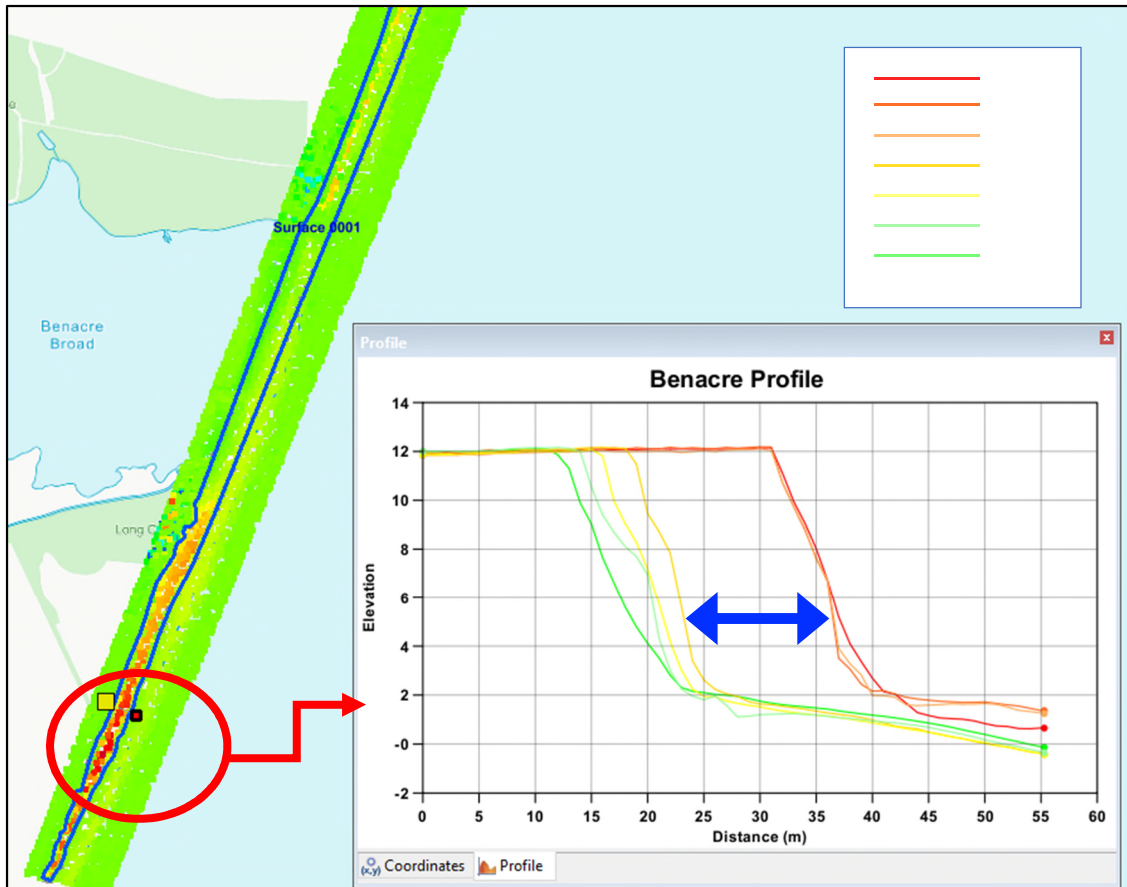 Surface 0001
Benacre
Broad
Profile
Benacre Profile
14
12
10
8
6
4
2
-0
-2
Elevation
0 5 10 15 20 25 30 35 40 45 50 55 60
Distance (m)
Long C
(x,y) Coordinates Profile